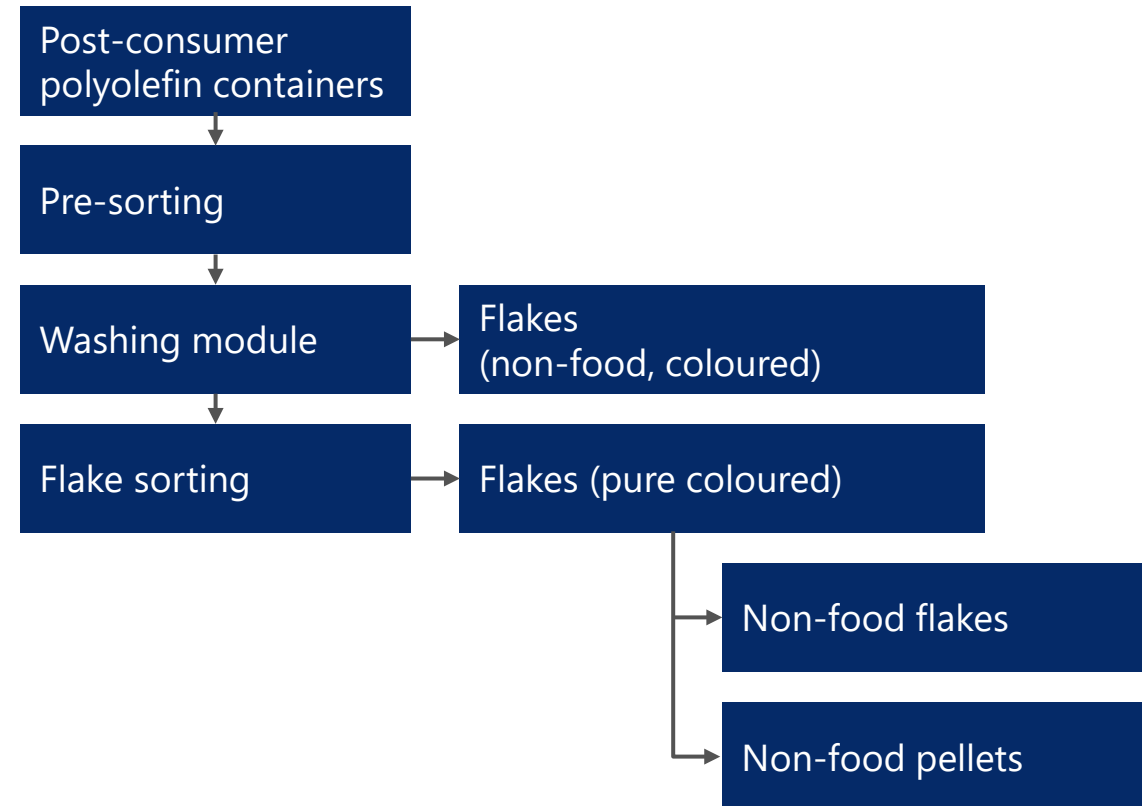 Post-consumer
polyolefin containers
Pre-sorting
Washing module
Flakes
(non-food, coloured)
Flake sorting
Flakes (pure coloured)
Non-food flakes
Non-food pellets